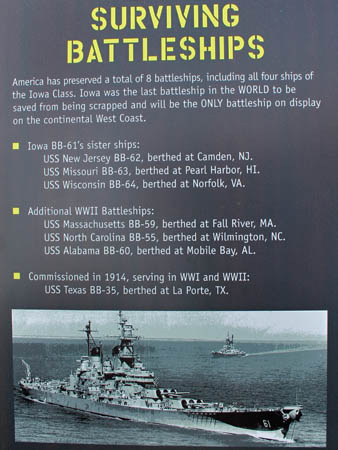 SURVIVING
BATTLESHIPS
America has preserved a total of 8 battleships, including all four ships of
the Iowa Class. Iowa was the last battleship in the WORLD to be
saved from being scrapped and will be the ONLY battleship on display
on the continental West Coast.
Iowa BB-61's sister ships:
USS New Jersey BB-62, berthed at Camden, NJ.
USS Missouri BB-63, berthed at Pearl Harbor, HI.
USS Wisconsin BB-64, berthed at Norfolk, VA.
Additional WWII Battleships:
USS Massachusetts BB-59, berthed at Fall River, MA.
USS North Carolina BB-55, berthed at Wilmington, NC.
USS Alabama BB-60, berthed at Mobile Bay, AL.
Commissioned in 1914, serving in WWI and WWII:
USS Texas BB-35, berthed at La Porte, TX.
61